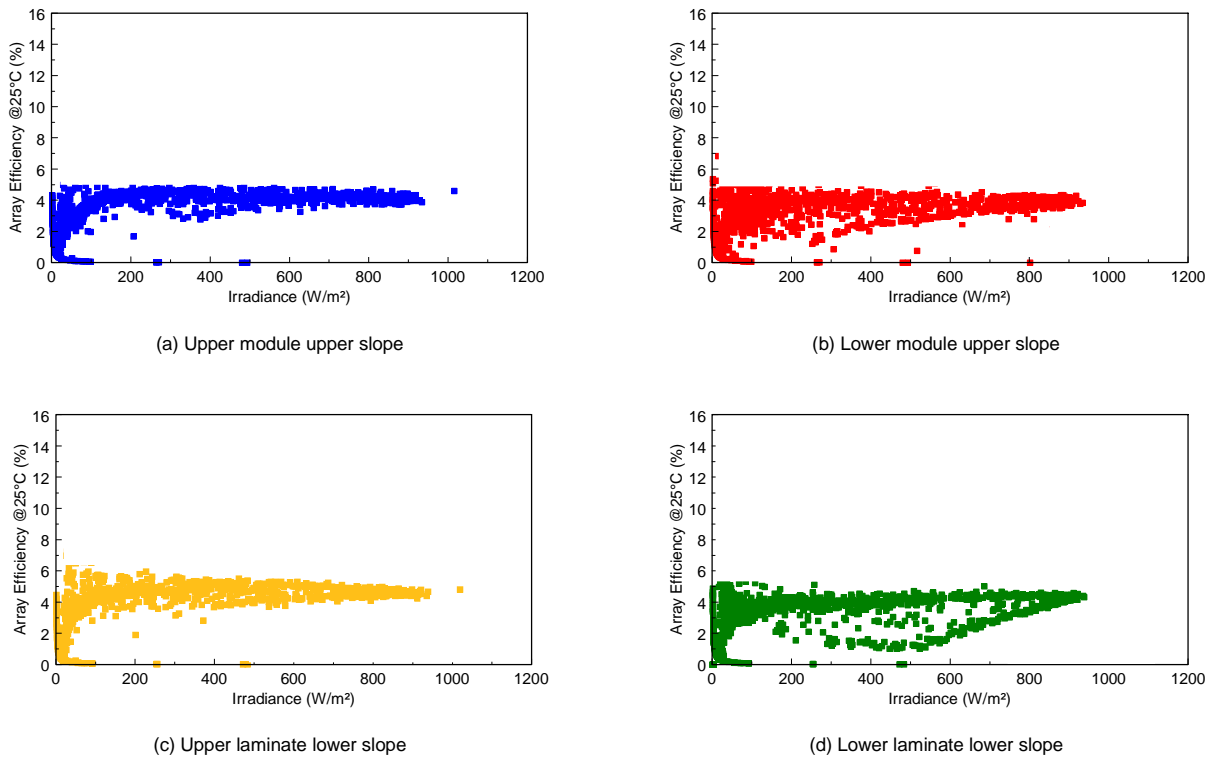 16
14
12
10
8
6
4
2
0
Array Efficiency @25°C (%)
0 200 400 600 800 1000 1200
Irradiance (W/m²)
(a) Upper module upper slope
16
14
12
10
8
6
4
2
0
Array Efficiency @25°C (%)
0 200 400 600 800 1000 1200
Irradiance (W/m²)
(b) Lower module upper slope
16
14
12
10
8
6
4
2
0
Array Efficiency @25°C (%)
0 200 400 600 800 1000 1200
Irradiance (W/m²)
(c) Upper laminate lower slope
16
14
12
10
8
6
4
2
0
Array Efficiency @25°C (%)
0 200 400 600 800 1000 1200
Irradiance (W/m²)
(d) Lower laminate lower slope